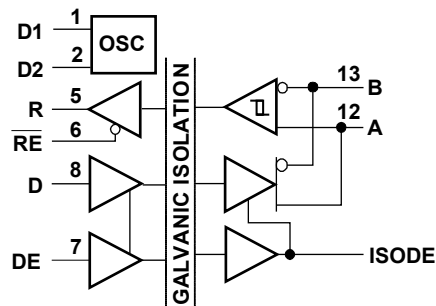 D1 1
OSC
D2 2
13 B
R 5
12 A
RE 6
D 8
DE 7
GALVANIC ISOLATION
ISODE